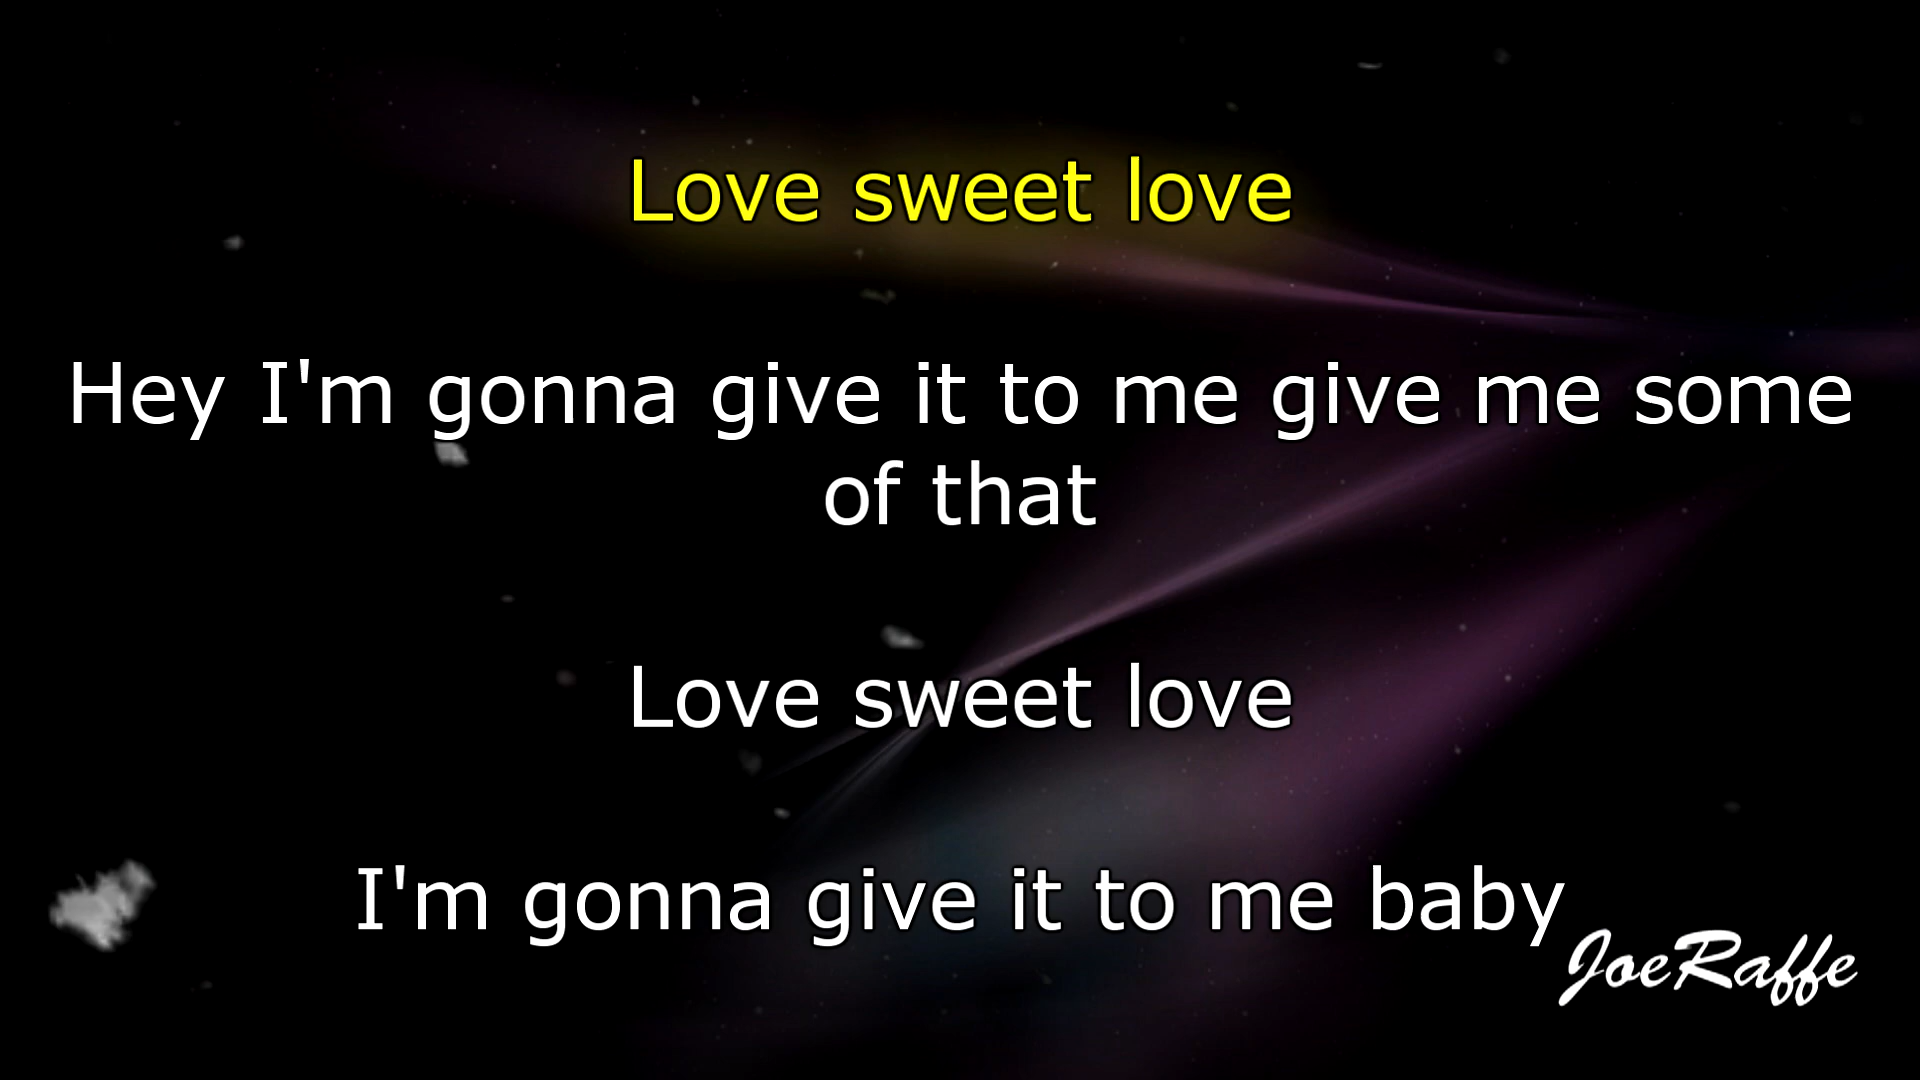 Love sweet love
Hey I'm gonna give it to me give me some
of that
Love sweet love
I'm gonna give it to me baby
JoeRaffe